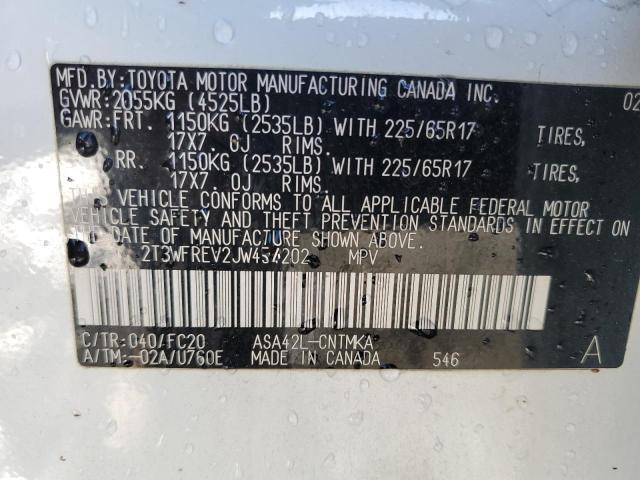 MFD.BY:TOYOTA MOTOR MANUFACTURING CANADA INC. 02
GVWR:2055KG (4525LB)
GAWR:FRT. 1150KG (2535LB) WITH 225/65R17 TIRES,
17X7.0J RIMS.
RR. 1150KG (2535LB) WITH 225/65R17 TIRES,
17X7.0J RIMS.
THIS VEHICLE CONFORMS TO ALL APPLICABLE FEDERAL MOTOR
VEHICLE SAFETY AND THEFT PREVENTION STANDARDS IN EFFECT ON
THE DATE OF MANUFACTURE SHOWN ABOVE.
2T3WFREV2JW454202 MPV
C/TR:040/FC20 ASA42L-CNTMKA
A/TM:-02A/U760E MADE IN CANADA 546 A